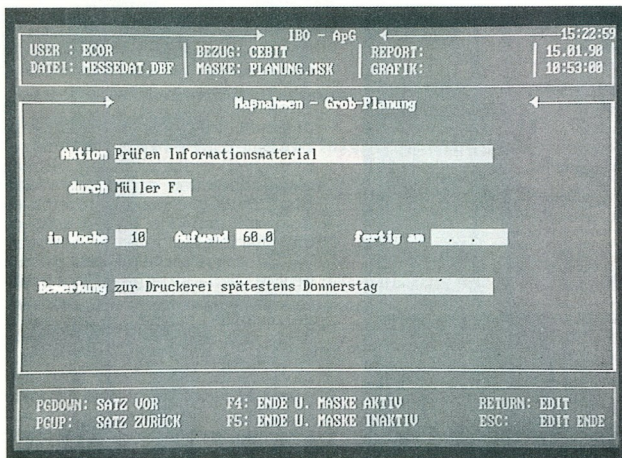 IBO - ApG 15:22:59
USER : ECOR BEZUG: CEBIT REPORT: 15.01.90
DATEI: MESSEDAT.DBF MASKE: PLANUNG.MSK GRAFIK: 10:53:00
Maßnahmen - Grob-Planung
Aktion Prüfen Informationsmaterial
durch Müller F.
in Woche 10 Aufwand 60.0 fertig am . .
Bemerkung zur Druckerei spätestens Donnerstag
PGDOWN: SATZ VOR F4: ENDE U. MASKE AKTIV RETURN: EDIT
PGUP: SATZ ZURÜCK F5: ENDE U. MASKE INAKTIV ESC: EDIT ENDE